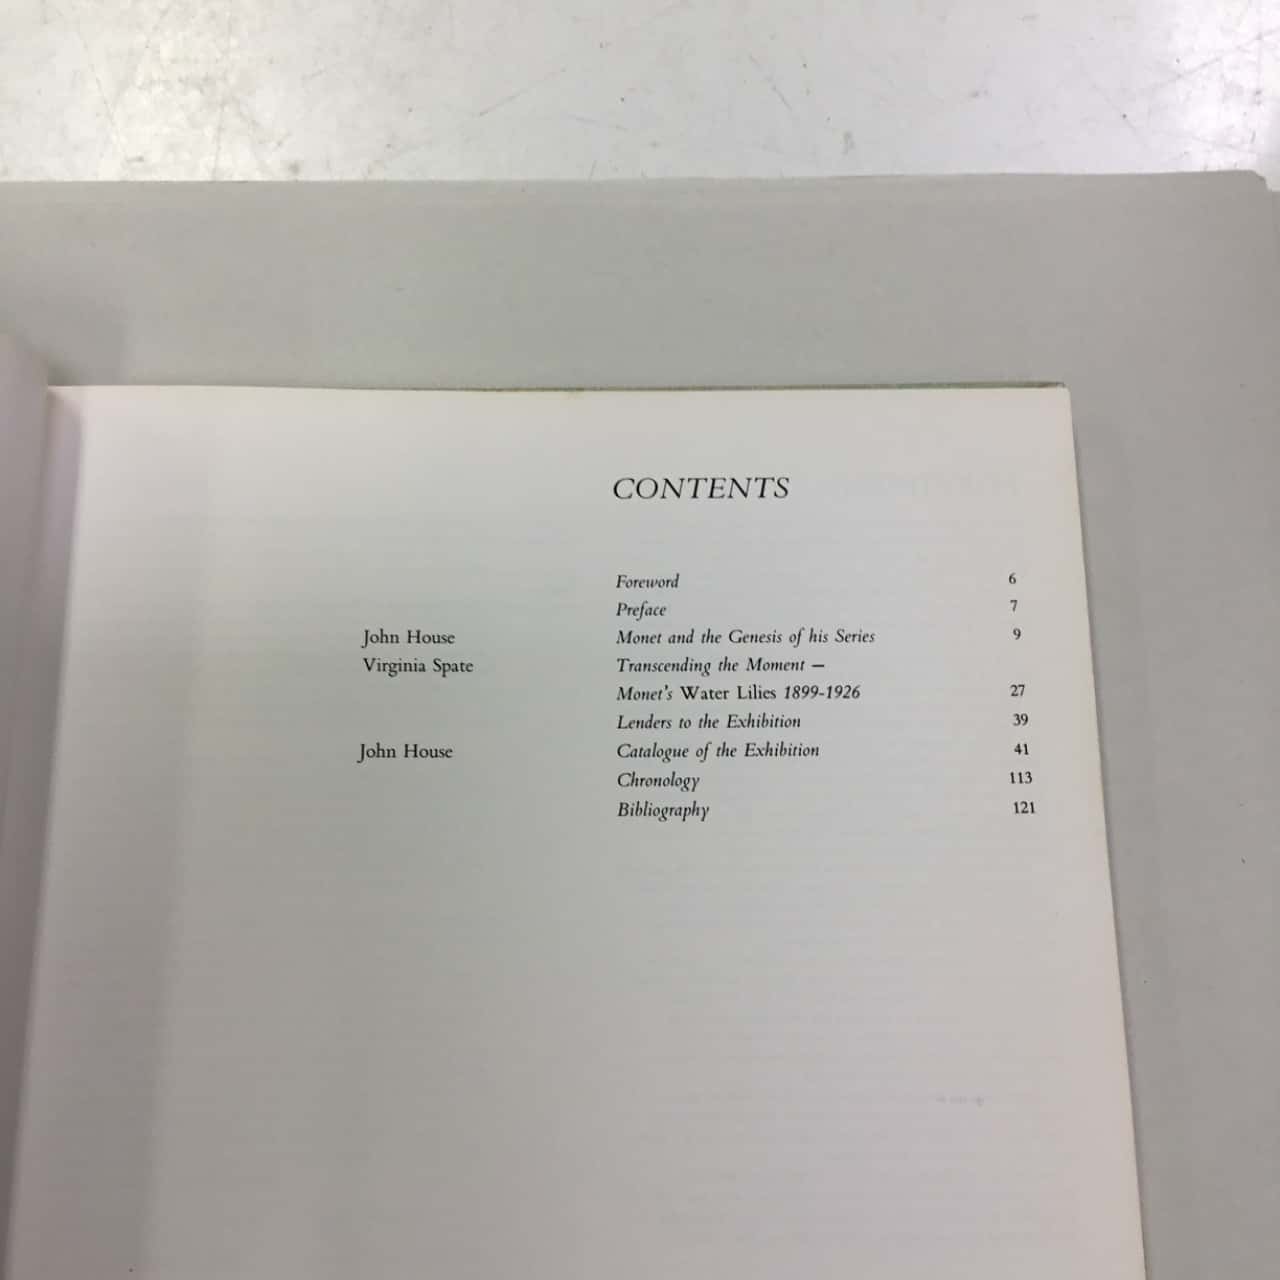 CONTENTS
Foreword 6
Preface 7
John House Monet and the Genesis of his Series 9
Virginia Spate Transcending the Moment —
Monet's Water Lilies 1899-1926 27
Lenders to the Exhibition 39
John House Catalogue of the Exhibition 41
Chronology 113
Bibliography 121